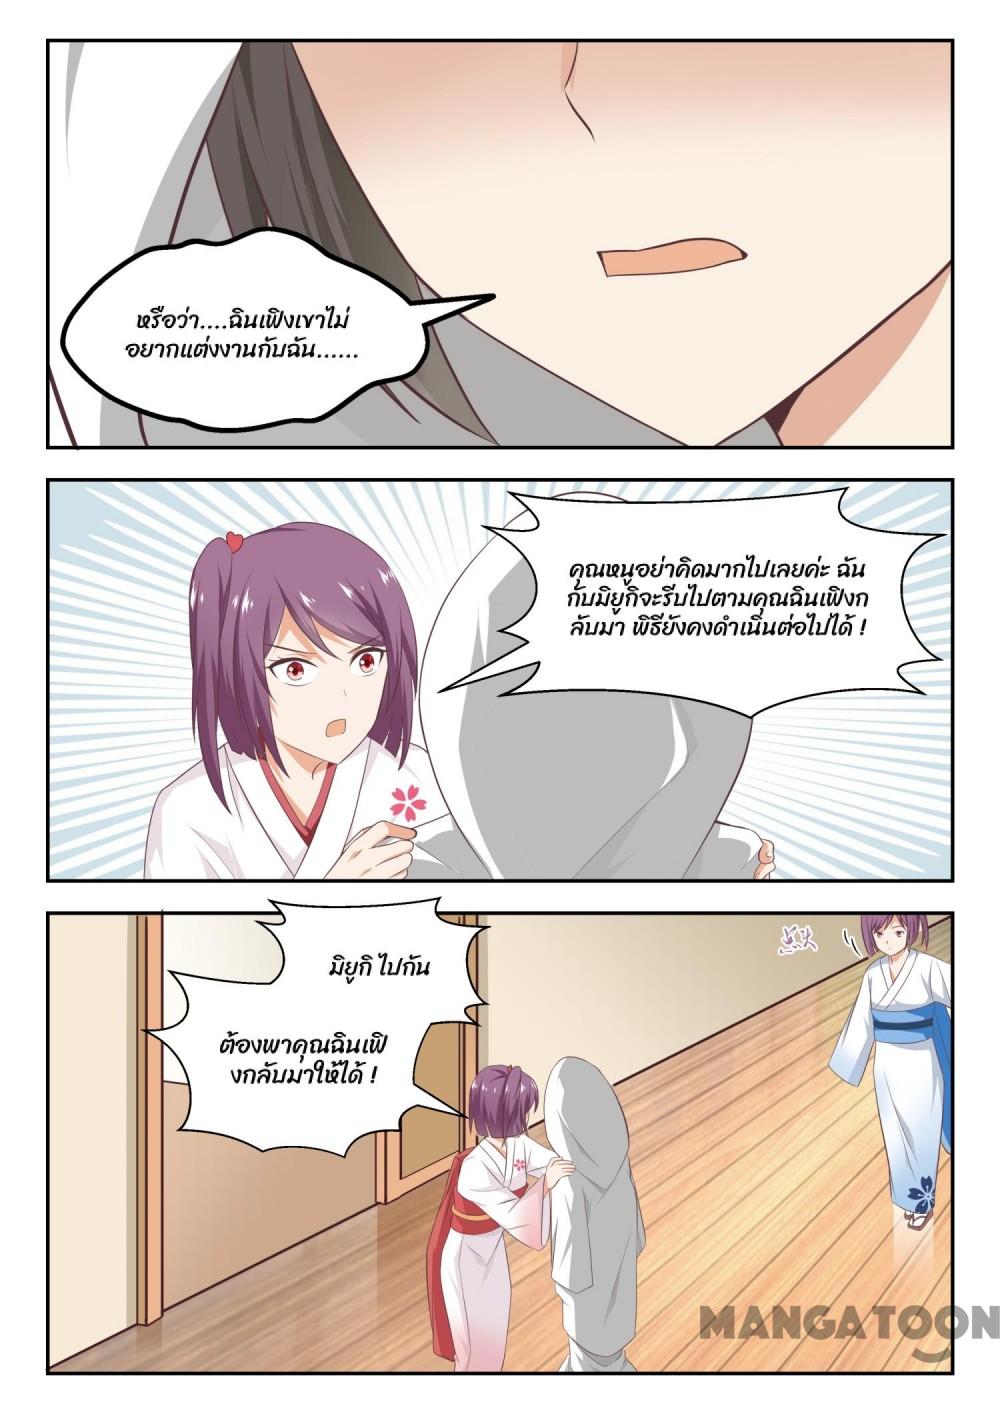 หรือว่า....ฉินเฟิงเขาไม่
อยากแต่งงานกับฉัน......
คุณหนูอย่าคิดมากไปเลยค่ะ ฉัน
กับมิยูกิจะรีบไปตามคุณฉินเฟิงก
ลับมา พิธียังคงดำเนินต่อไปได้ !
มิยูกิ ไปกัน
ต้องพาคุณฉินเฟิ
งกลับมาให้ได้ !
点头
MANGATOON